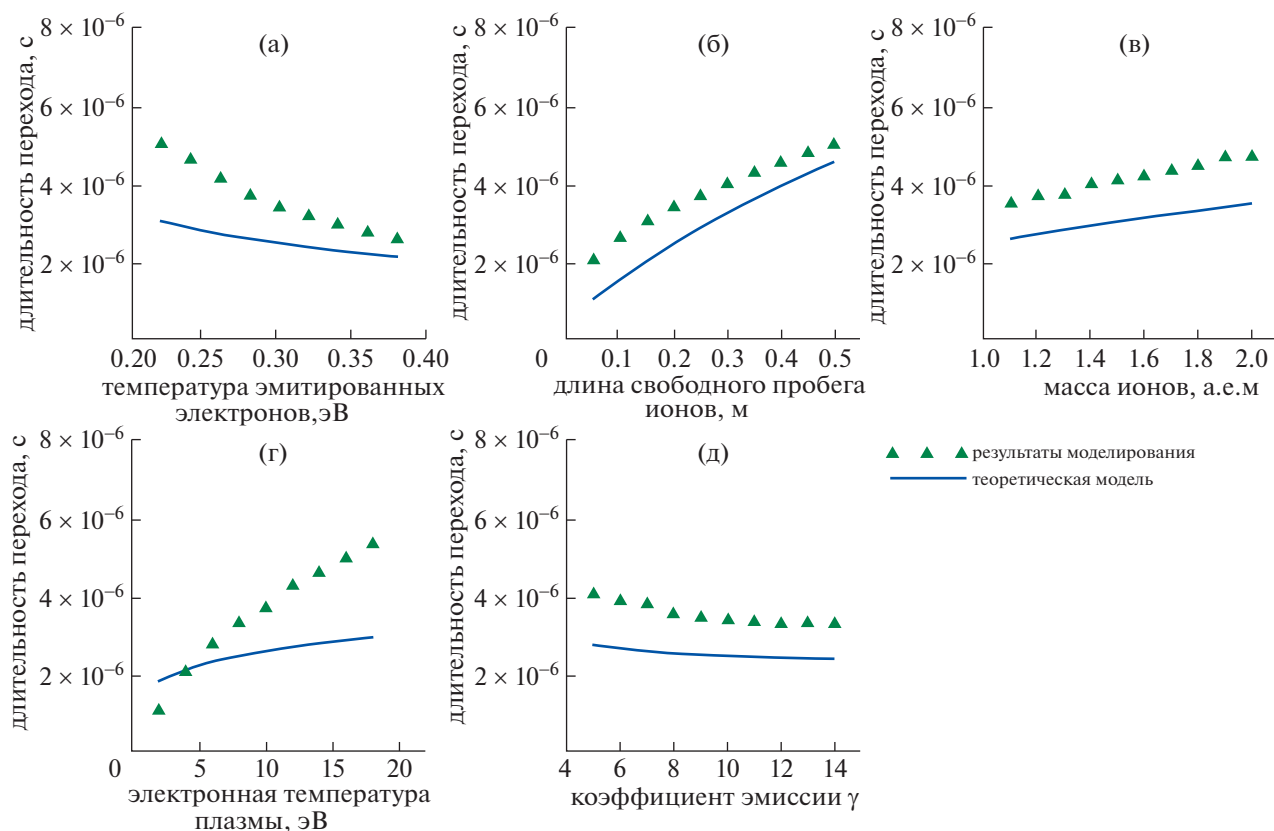 длительность перехода, с
8 × 10⁻⁶
6 × 10⁻⁶
4 × 10⁻⁶
2 × 10⁻⁶
(а)
0.20 0.25 0.30 0.35 0.40
температура эмитированных
электронов,эВ
длительность перехода, с
8 × 10⁻⁶
6 × 10⁻⁶
4 × 10⁻⁶
2 × 10⁻⁶
(б)
0 0.1 0.2 0.3 0.4 0.5
длина свободного пробега
ионов, м
длительность перехода, с
8 × 10⁻⁶
6 × 10⁻⁶
4 × 10⁻⁶
2 × 10⁻⁶
(в)
1.0 1.2 1.4 1.6 1.8 2.0
масса ионов, а.е.м
длительность перехода, с
8 × 10⁻⁶
6 × 10⁻⁶
4 × 10⁻⁶
2 × 10⁻⁶
(г)
0 5 10 15 20
электронная температура
плазмы, эВ
длительность перехода, с
8 × 10⁻⁶
6 × 10⁻⁶
4 × 10⁻⁶
2 × 10⁻⁶
(д)
4 6 8 10 12 14
коэффициент эмиссии γ
результаты моделирования
теоретическая модель